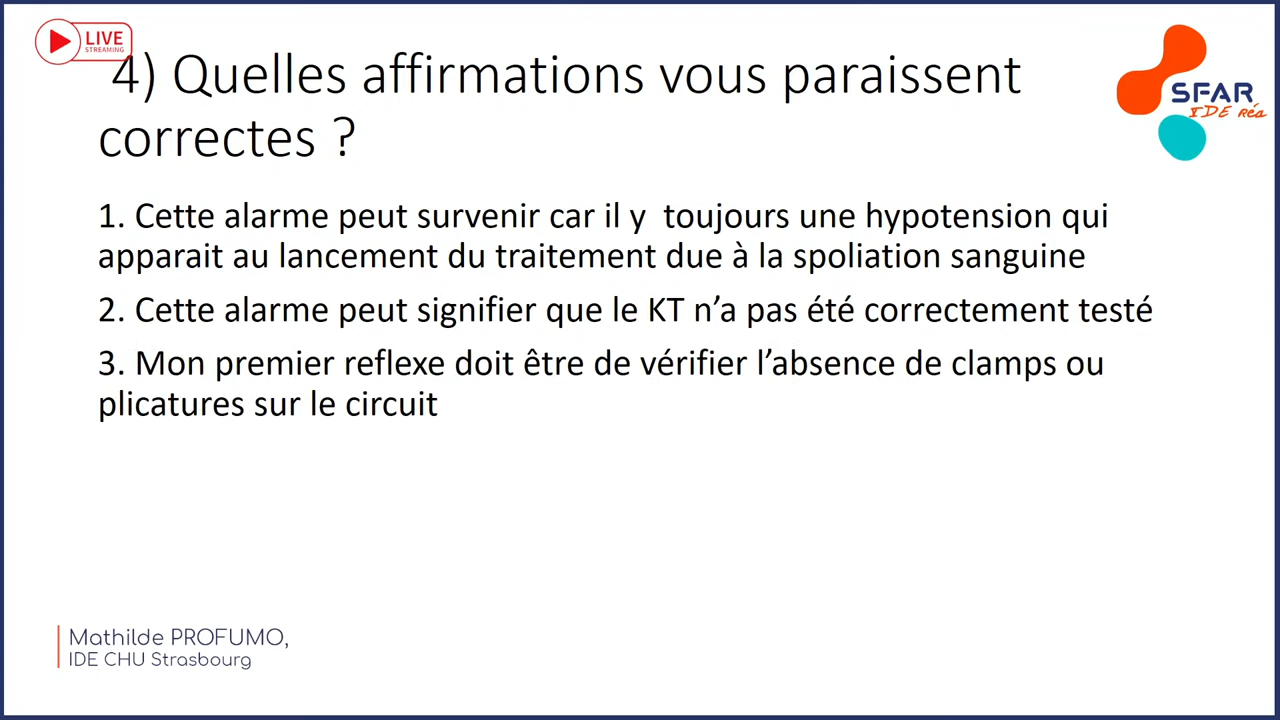 LIVE
STREAMING
4) Quelles affirmations vous paraissent
correctes ?
SFAR
IDE Réa
1. Cette alarme peut survenir car il y  toujours une hypotension qui
apparait au lancement du traitement due à la spoliation sanguine
2. Cette alarme peut signifier que le KT n’a pas été correctement testé
3. Mon premier reflexe doit être de vérifier l’absence de clamps ou
plicatures sur le circuit
Mathilde PROFUMO,
IDE CHU Strasbourg